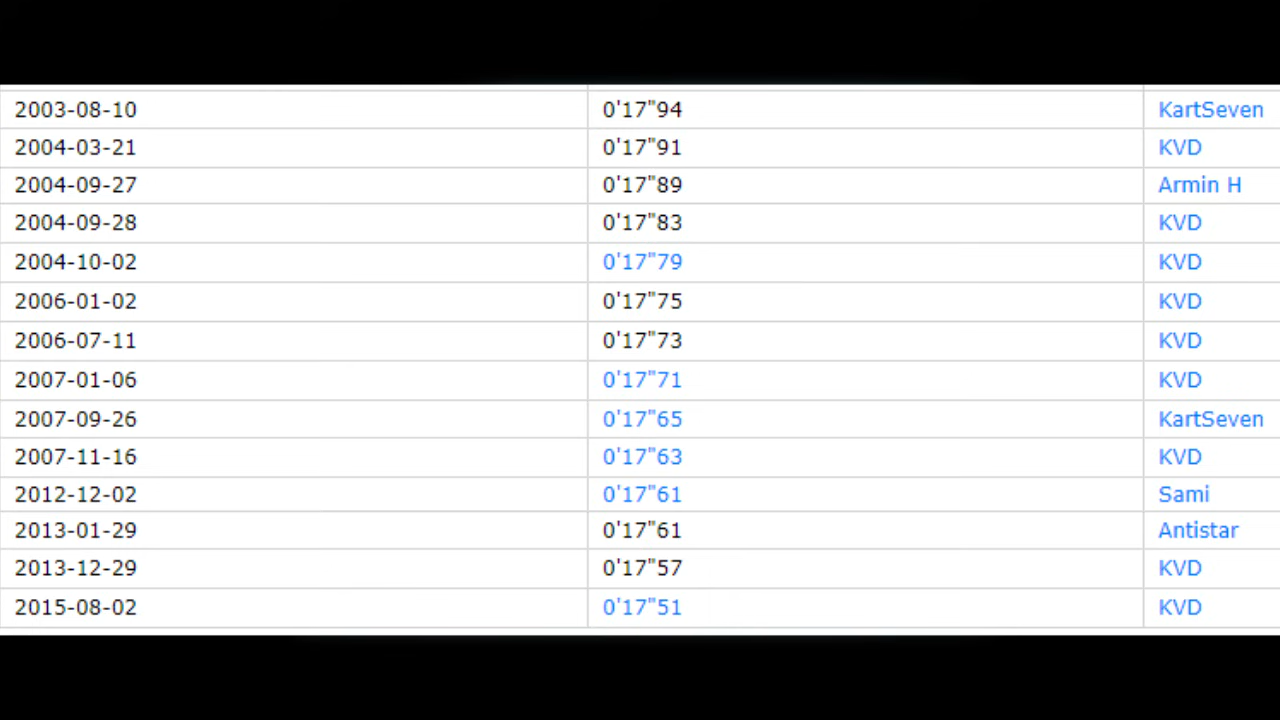 2003-08-10 0'17"94 KartSeven
2004-03-21 0'17"91 KVD
2004-09-27 0'17"89 Armin H
2004-09-28 0'17"83 KVD
2004-10-02 0'17"79 KVD
2006-01-02 0'17"75 KVD
2006-07-11 0'17"73 KVD
2007-01-06 0'17"71 KVD
2007-09-26 0'17"65 KartSeven
2007-11-16 0'17"63 KVD
2012-12-02 0'17"61 Sami
2013-01-29 0'17"61 Antistar
2013-12-29 0'17"57 KVD
2015-08-02 0'17"51 KVD